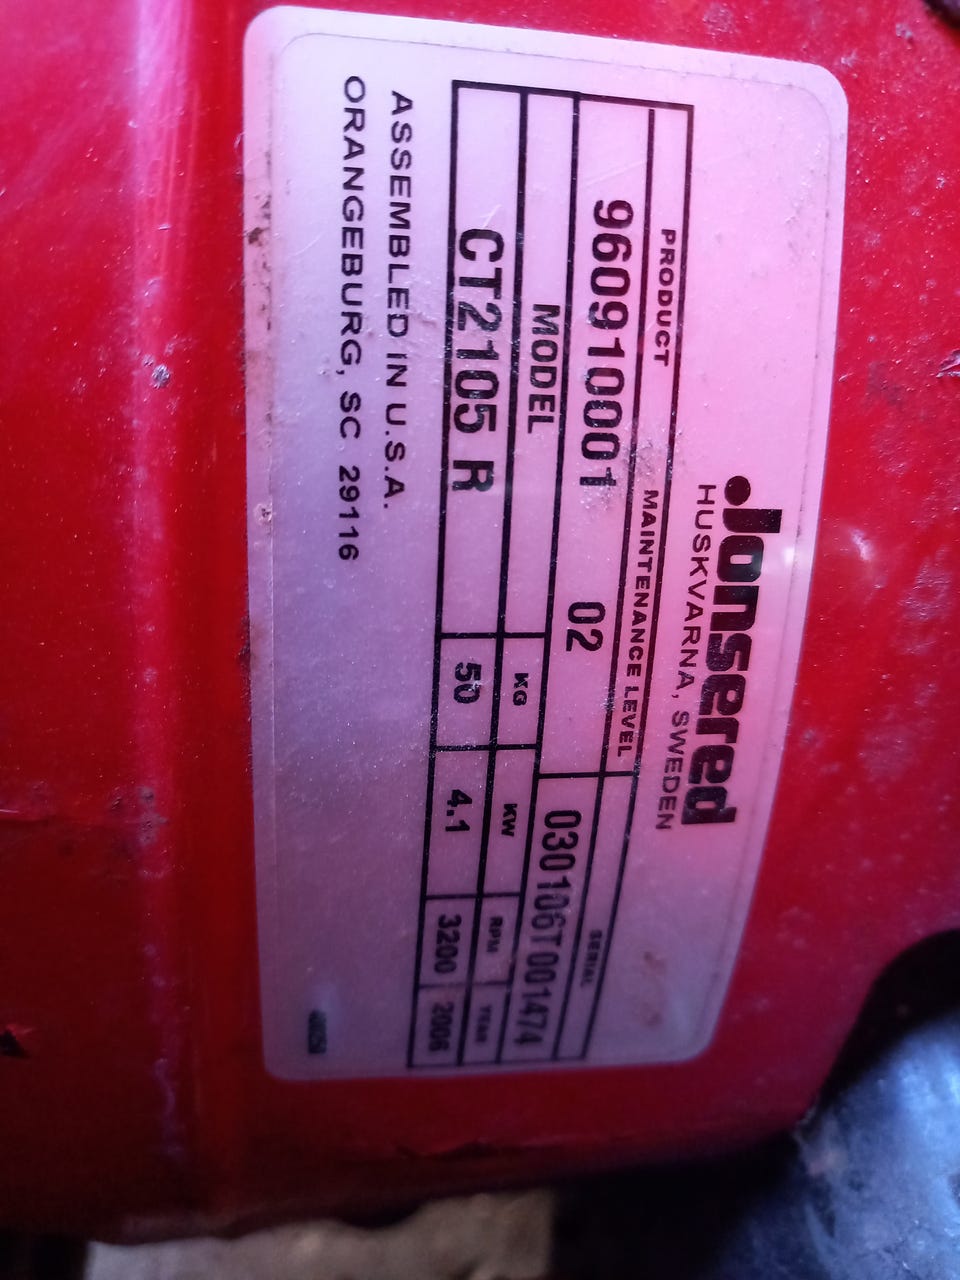 Jonsered
HUSKVARNA, SWEDEN
PRODUCT MAINTENANCE LEVEL SERIAL
960910001 02 030106T001474
MODEL KG KW RPM YEAR
CT2105 R 50 4.1 3200 2006
ASSEMBLED IN U.S.A.
ORANGEBURG, SC 29116